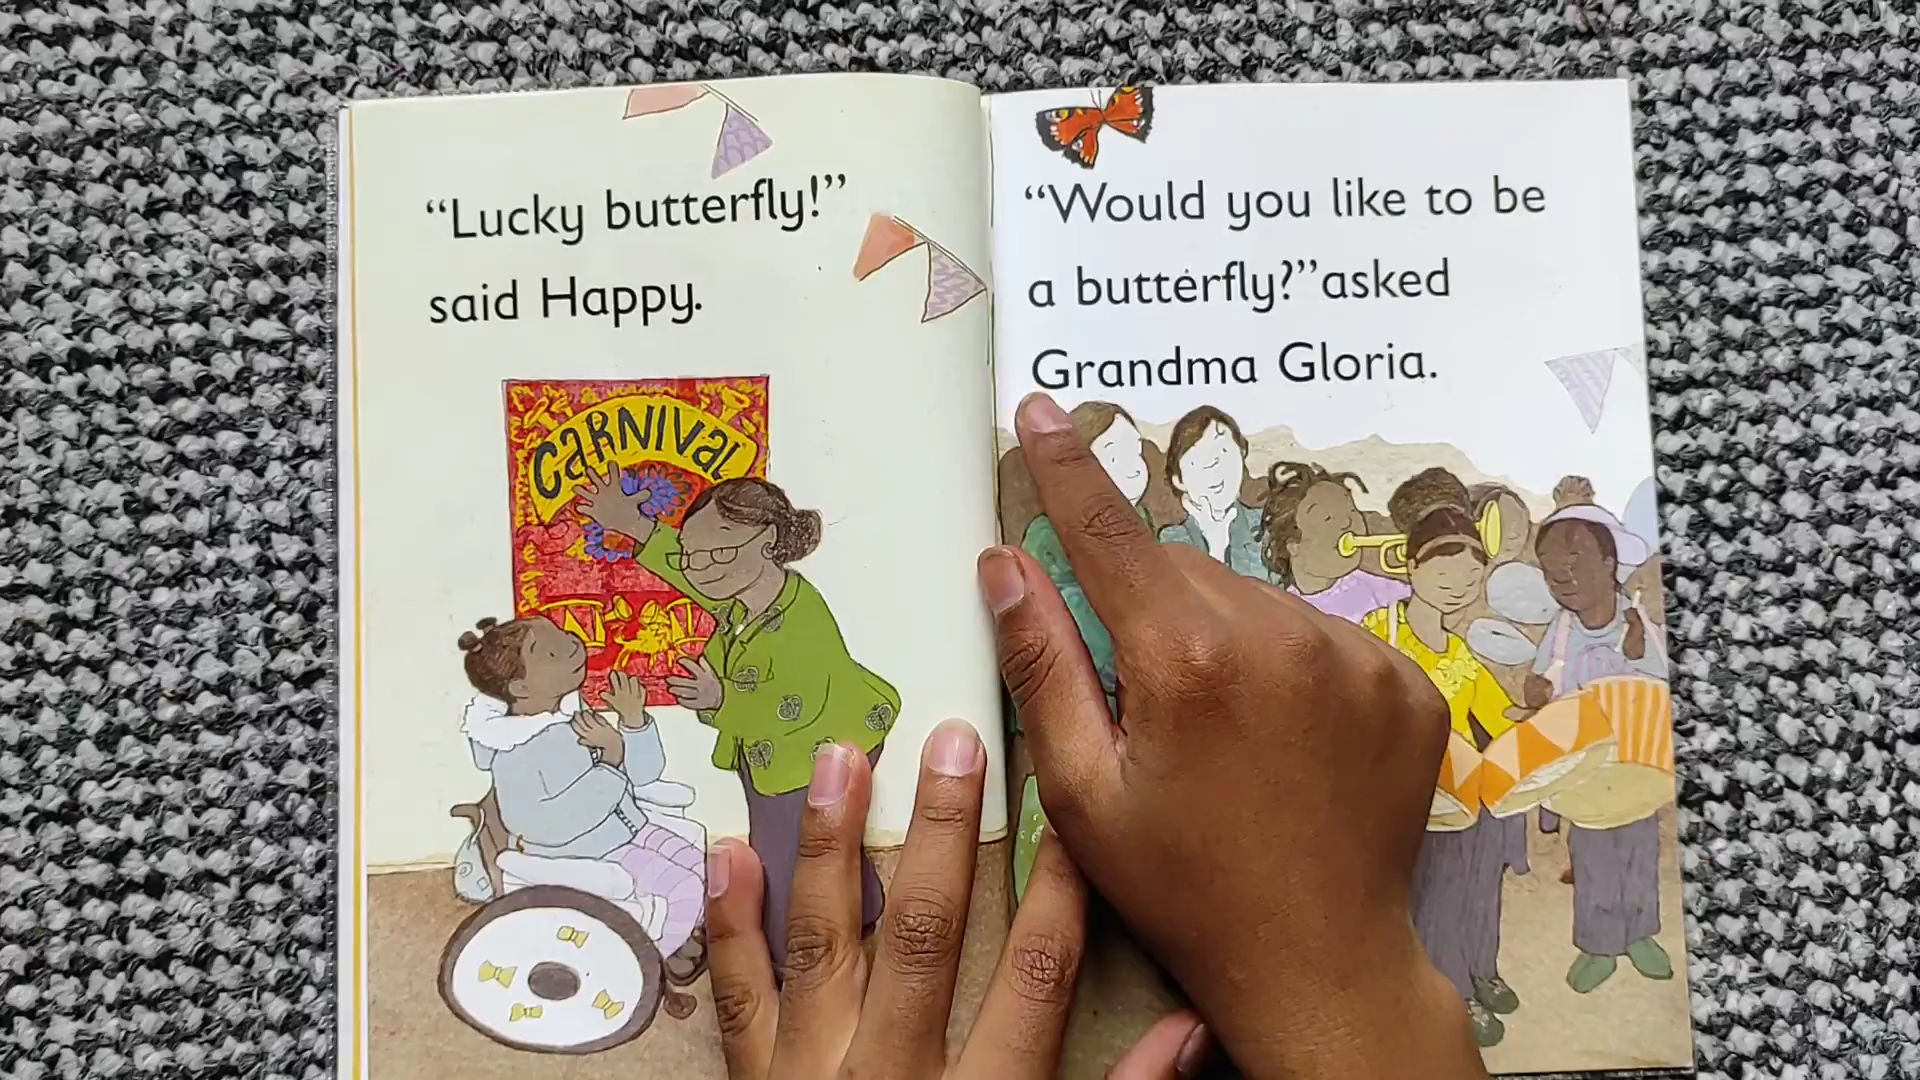 “Lucky butterfly!”
said Happy.
CARNIVAL
“Would you like to be
a butterfly?”asked
Grandma Gloria.